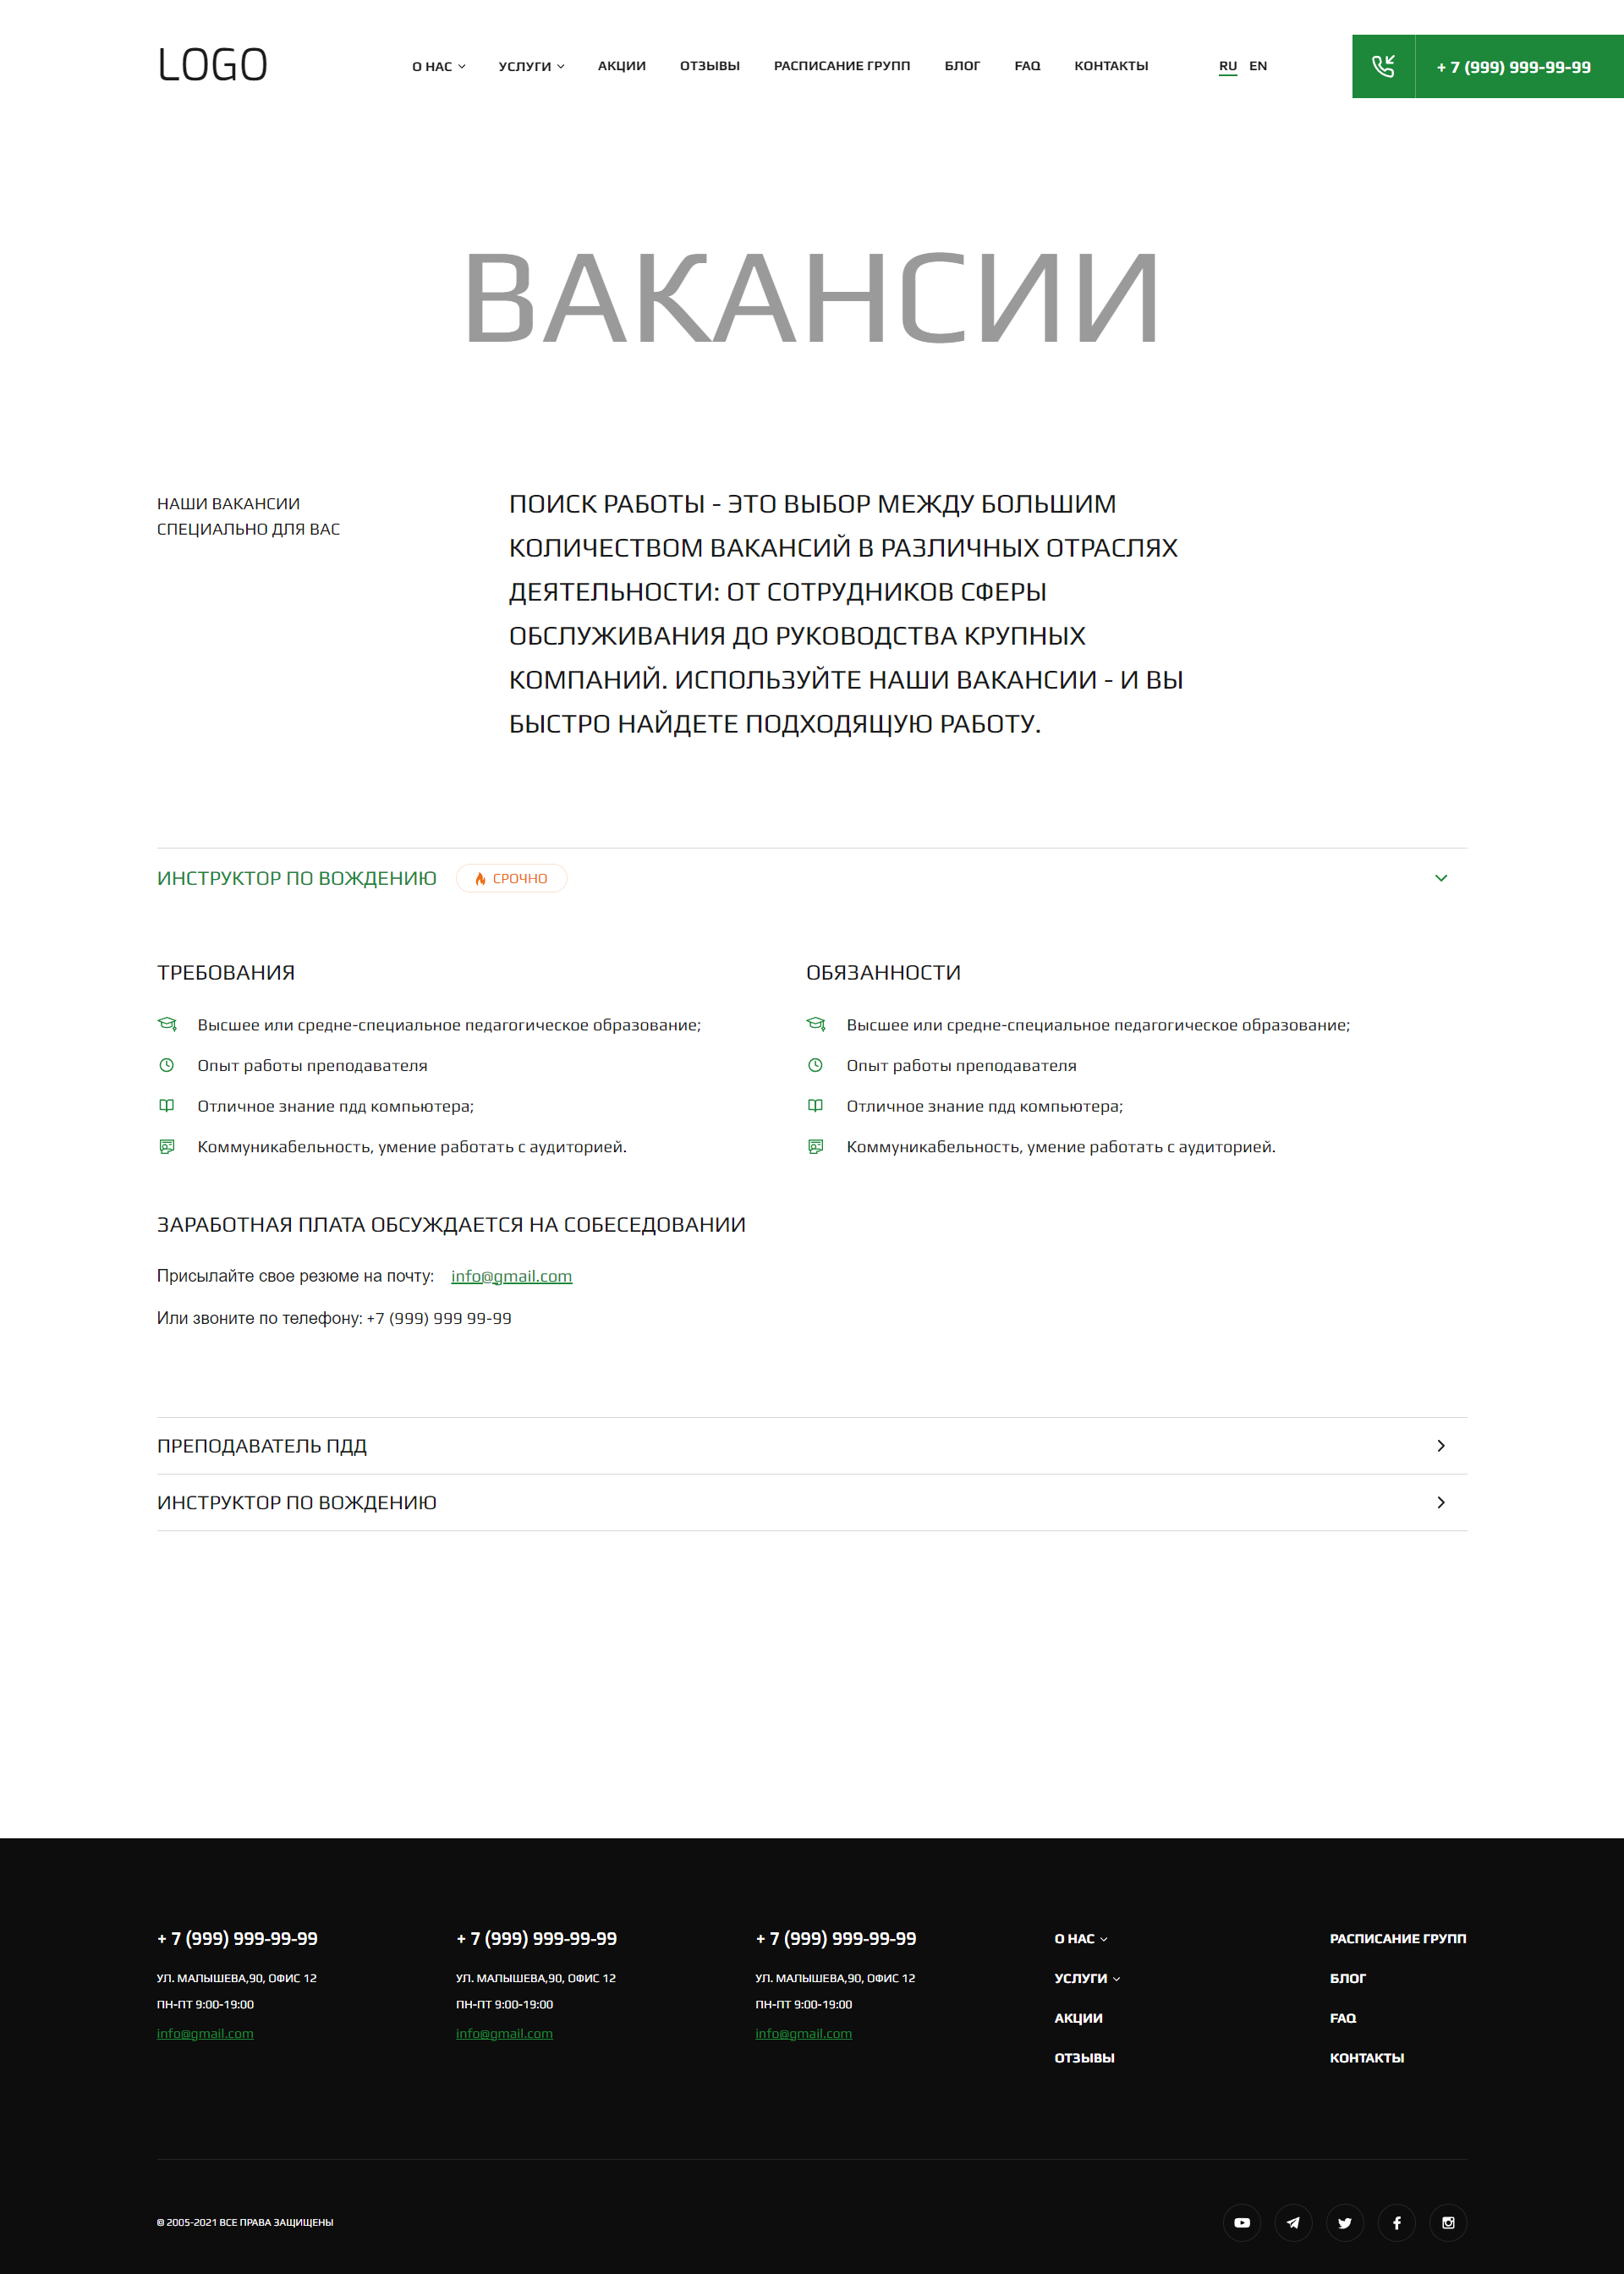 LOGO
О НАС
УСЛУГИ
АКЦИИ
ОТЗЫВЫ
РАСПИСАНИЕ ГРУПП
БЛОГ
FAQ
КОНТАКТЫ
RU
EN
+ 7 (999) 999-99-99
ВАКАНСИИ
НАШИ ВАКАНСИИ
СПЕЦИАЛЬНО ДЛЯ ВАС
ПОИСК РАБОТЫ - ЭТО ВЫБОР МЕЖДУ БОЛЬШИМ
КОЛИЧЕСТВОМ ВАКАНСИЙ В РАЗЛИЧНЫХ ОТРАСЛЯХ
ДЕЯТЕЛЬНОСТИ: ОТ СОТРУДНИКОВ СФЕРЫ
ОБСЛУЖИВАНИЯ ДО РУКОВОДСТВА КРУПНЫХ
КОМПАНИЙ. ИСПОЛЬЗУЙТЕ НАШИ ВАКАНСИИ - И ВЫ
БЫСТРО НАЙДЕТЕ ПОДХОДЯЩУЮ РАБОТУ.
ИНСТРУКТОР ПО ВОЖДЕНИЮ
СРОЧНО
ТРЕБОВАНИЯ
Высшее или средне-специальное педагогическое образование;
Опыт работы преподавателя
Отличное знание пдд компьютера;
Коммуникабельность, умение работать с аудиторией.
ОБЯЗАННОСТИ
Высшее или средне-специальное педагогическое образование;
Опыт работы преподавателя
Отличное знание пдд компьютера;
Коммуникабельность, умение работать с аудиторией.
ЗАРАБОТНАЯ ПЛАТА ОБСУЖДАЕТСЯ НА СОБЕСЕДОВАНИИ
Присылайте свое резюме на почту: info@gmail.com
Или звоните по телефону: +7 (999) 999 99-99
ПРЕПОДАВАТЕЛЬ ПДД
ИНСТРУКТОР ПО ВОЖДЕНИЮ
+ 7 (999) 999-99-99
УЛ. МАЛЫШЕВА,90, ОФИС 12
ПН-ПТ 9:00-19:00
info@gmail.com
+ 7 (999) 999-99-99
УЛ. МАЛЫШЕВА,90, ОФИС 12
ПН-ПТ 9:00-19:00
info@gmail.com
+ 7 (999) 999-99-99
УЛ. МАЛЫШЕВА,90, ОФИС 12
ПН-ПТ 9:00-19:00
info@gmail.com
О НАС
УСЛУГИ
АКЦИИ
ОТЗЫВЫ
РАСПИСАНИЕ ГРУПП
БЛОГ
FAQ
КОНТАКТЫ
© 2005-2021 ВСЕ ПРАВА ЗАЩИЩЕНЫ